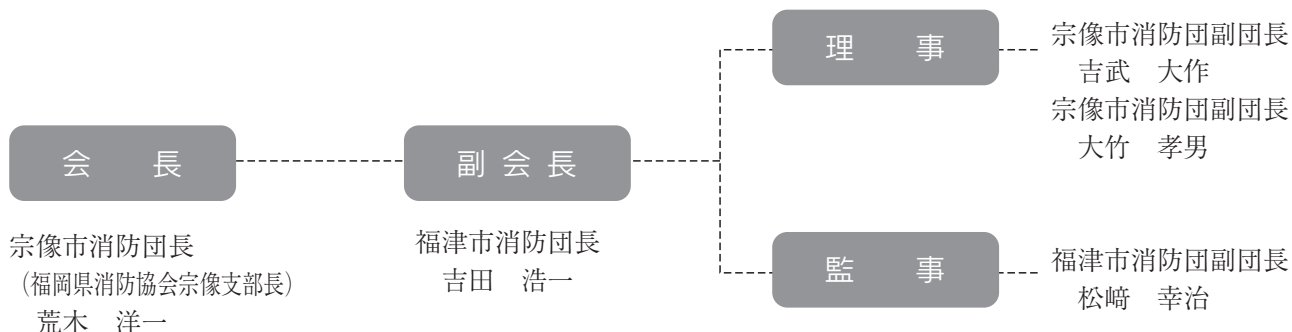 会　長
宗像市消防団長
（福岡県消防協会宗像支部長）
荒木　洋一
副 会 長
福津市消防団長
吉田　浩一
理　事
宗像市消防団副団長
吉武　大作
宗像市消防団副団長
大竹　孝男
監　事
福津市消防団副団長
松﨑　幸治